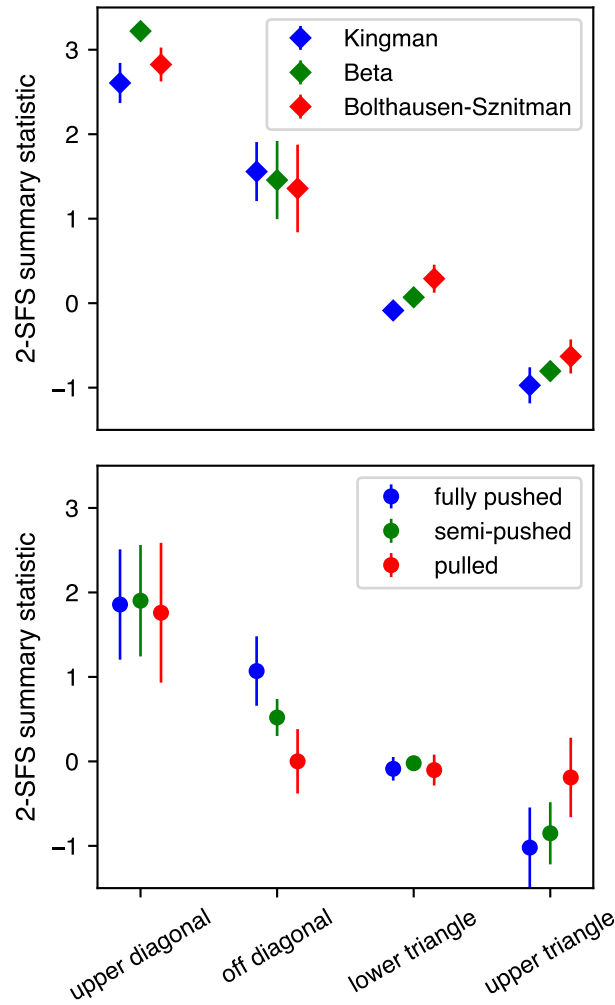 2-SFS summary statistic
3
2
1
0
−1
Kingman
Beta
Bolthausen-Sznitman
2-SFS summary statistic
3
2
1
0
−1
fully pushed
semi-pushed
pulled
upper diagonal
off diagonal
lower triangle
upper triangle